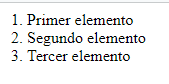 1. Primer elemento
2. Segundo elemento
3. Tercer elemento